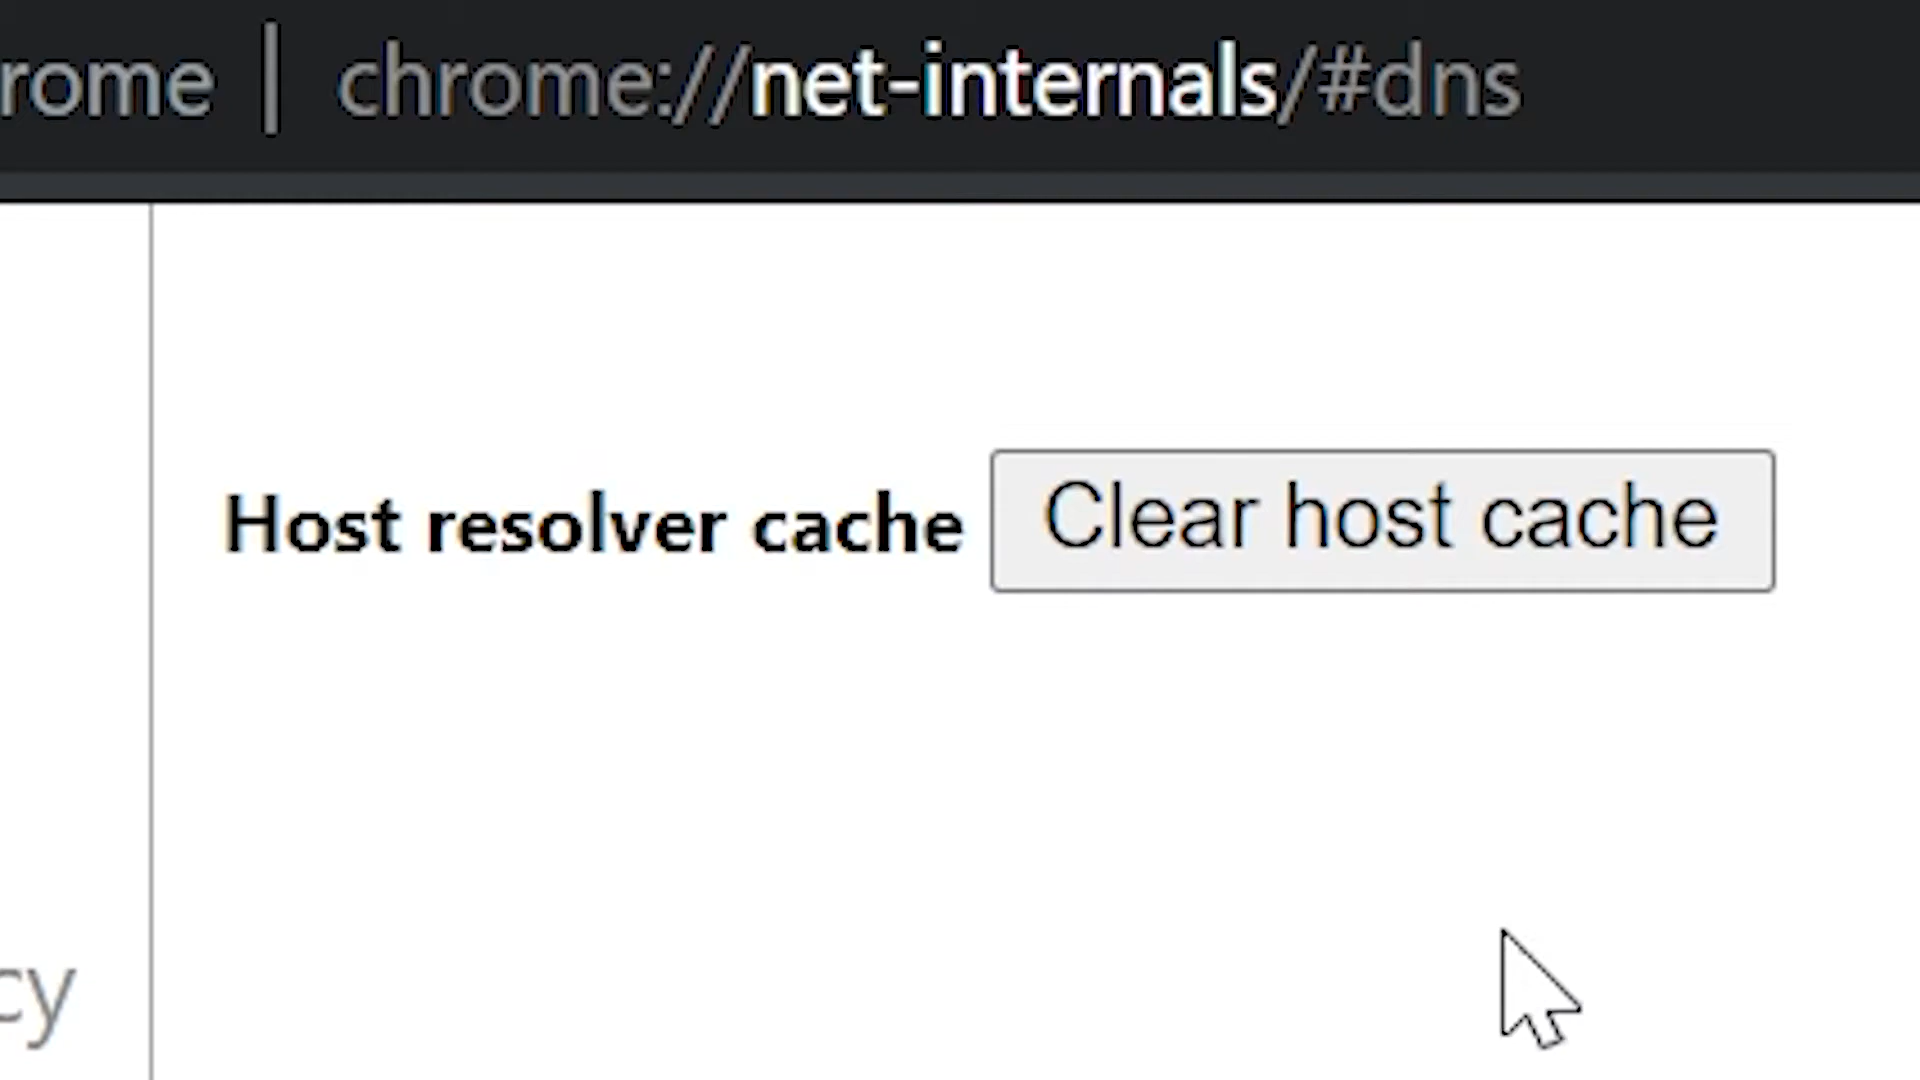 rome | chrome://net-internals/#dns
Host resolver cache Clear host cache
cy